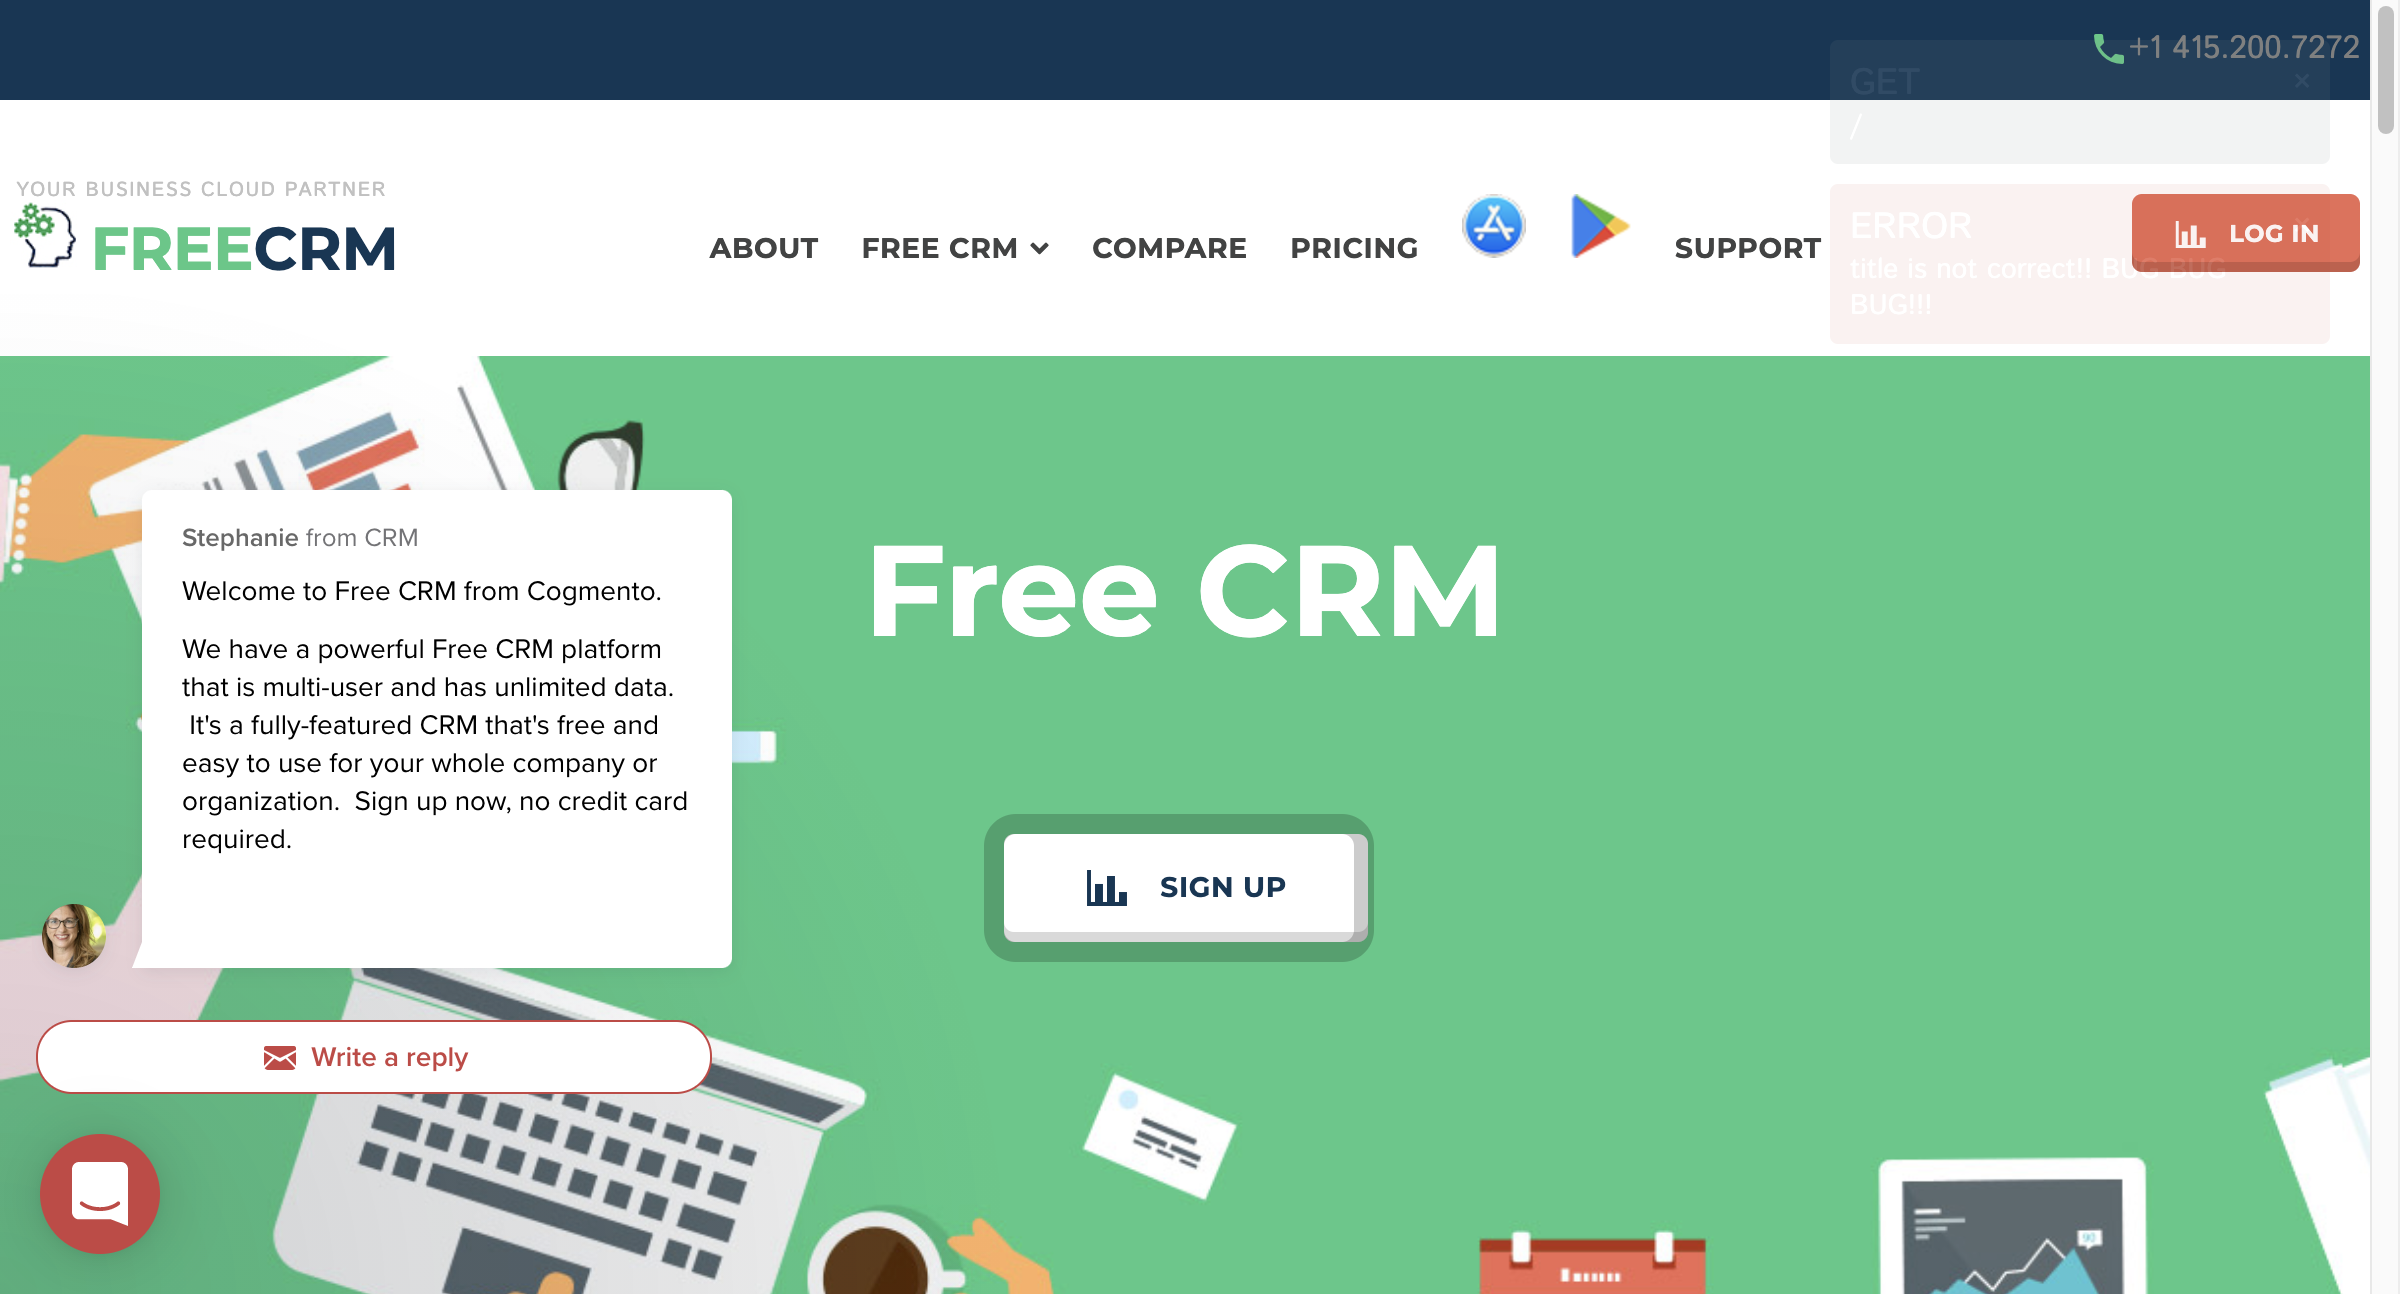 +1 415.200.7272
GET
/
YOUR BUSINESS CLOUD PARTNER
FREECRM
ABOUT FREE CRM COMPARE PRICING SUPPORT
ERROR
title is not correct!! BUG BUG
BUG!!!
LOG IN
Free CRM
Stephanie from CRM
Welcome to Free CRM from Cogmento.
We have a powerful Free CRM platform
that is multi-user and has unlimited data.
It's a fully-featured CRM that's free and
easy to use for your whole company or
organization.  Sign up now, no credit card
required.
SIGN UP
Write a reply
90